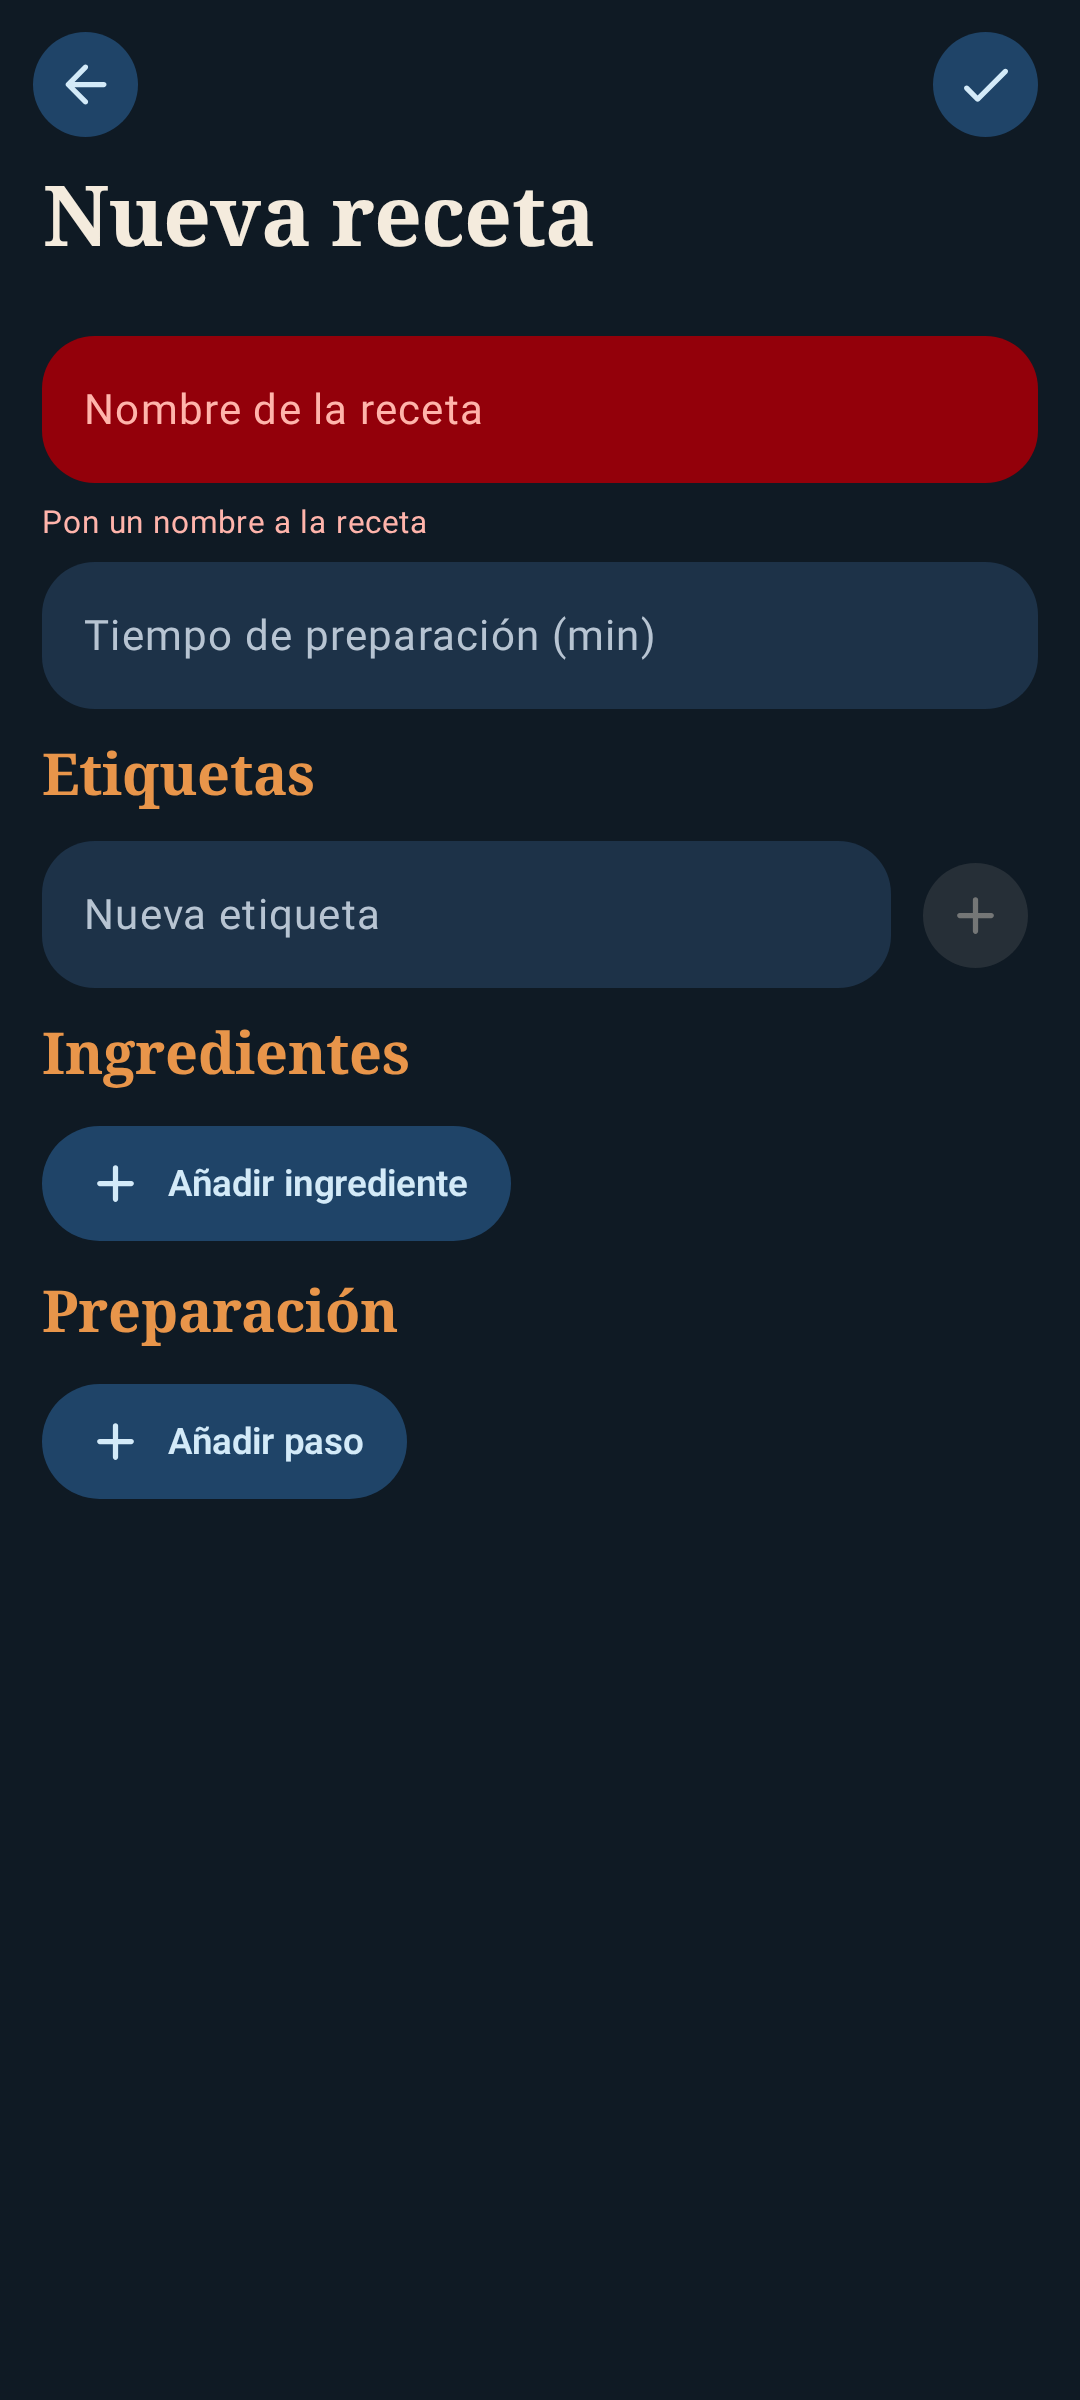 Nueva receta
Nombre de la receta
Pon un nombre a la receta
Tiempo de preparación (min)
Etiquetas
Nueva etiqueta
Ingredientes
Añadir ingrediente
Preparación
Añadir paso